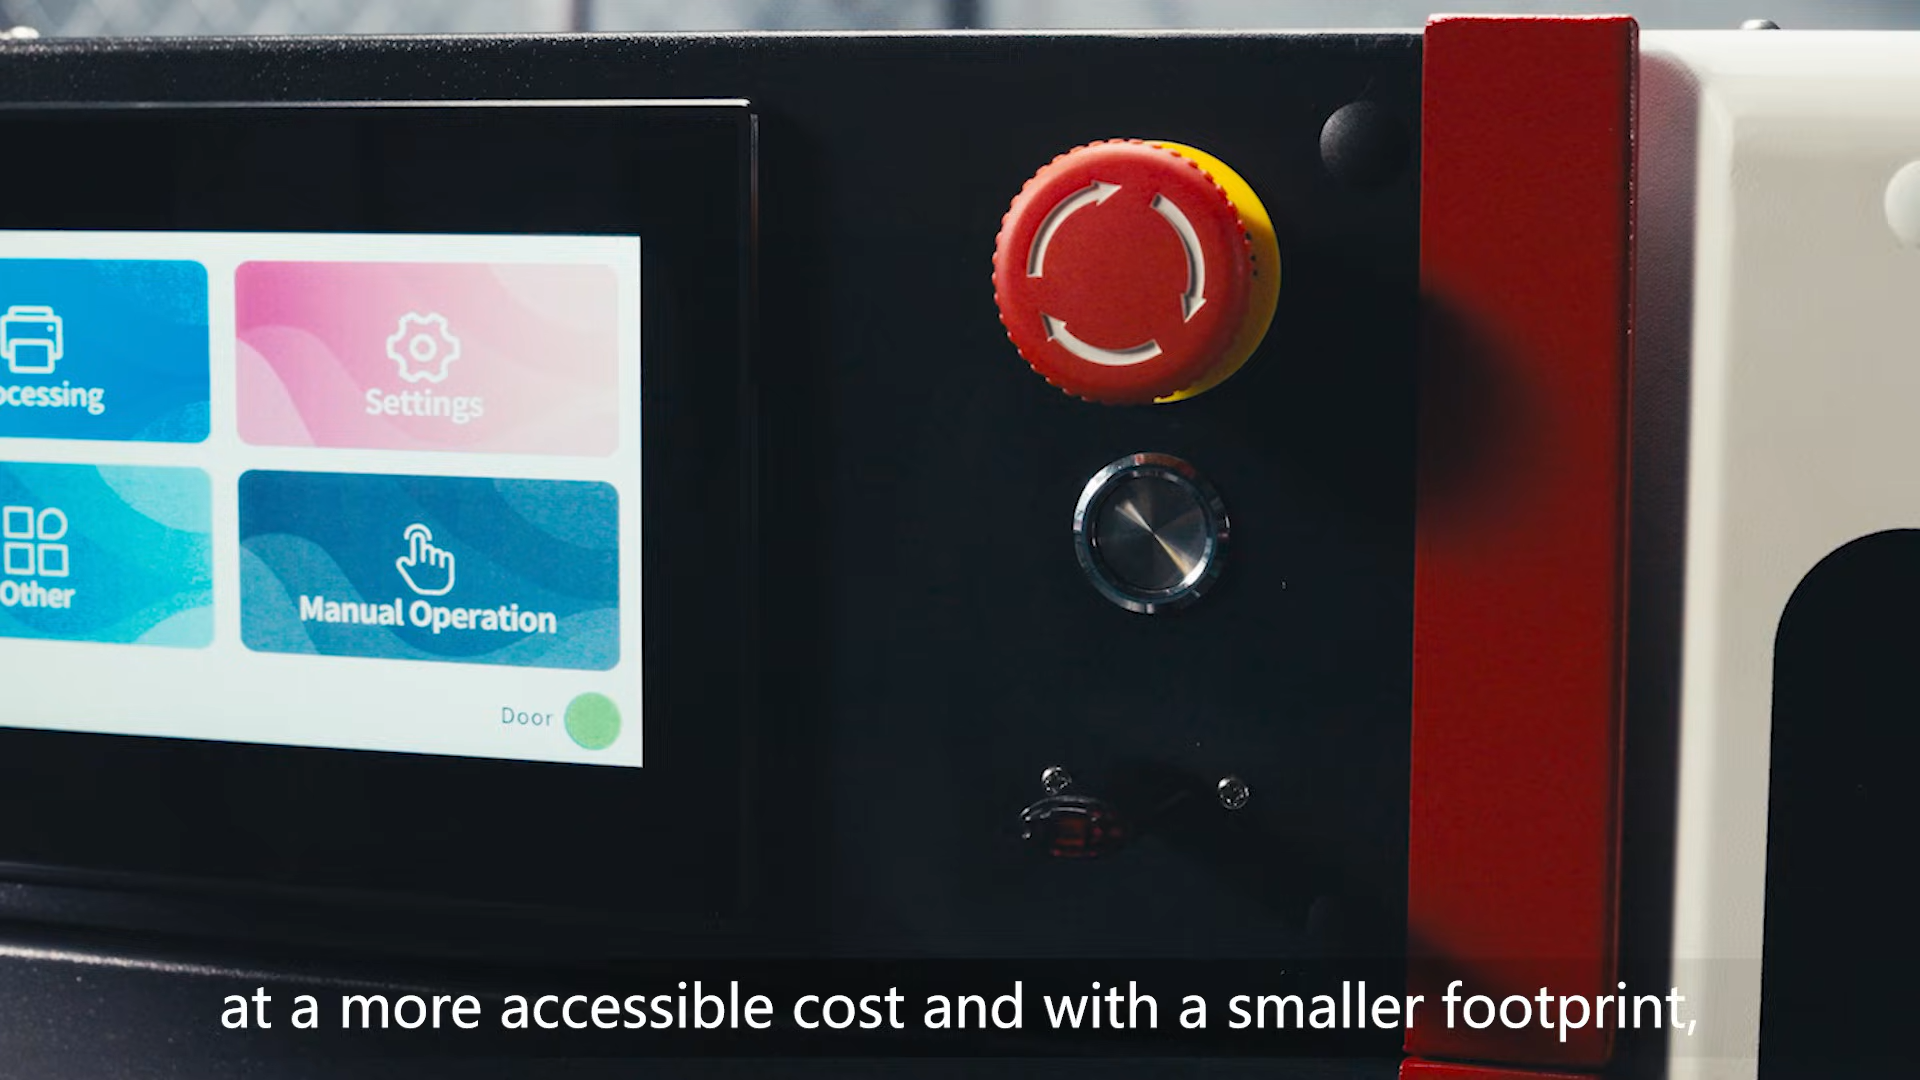 ocessing
Settings
Other
Manual Operation
Door
at a more accessible cost and with a smaller footprint,